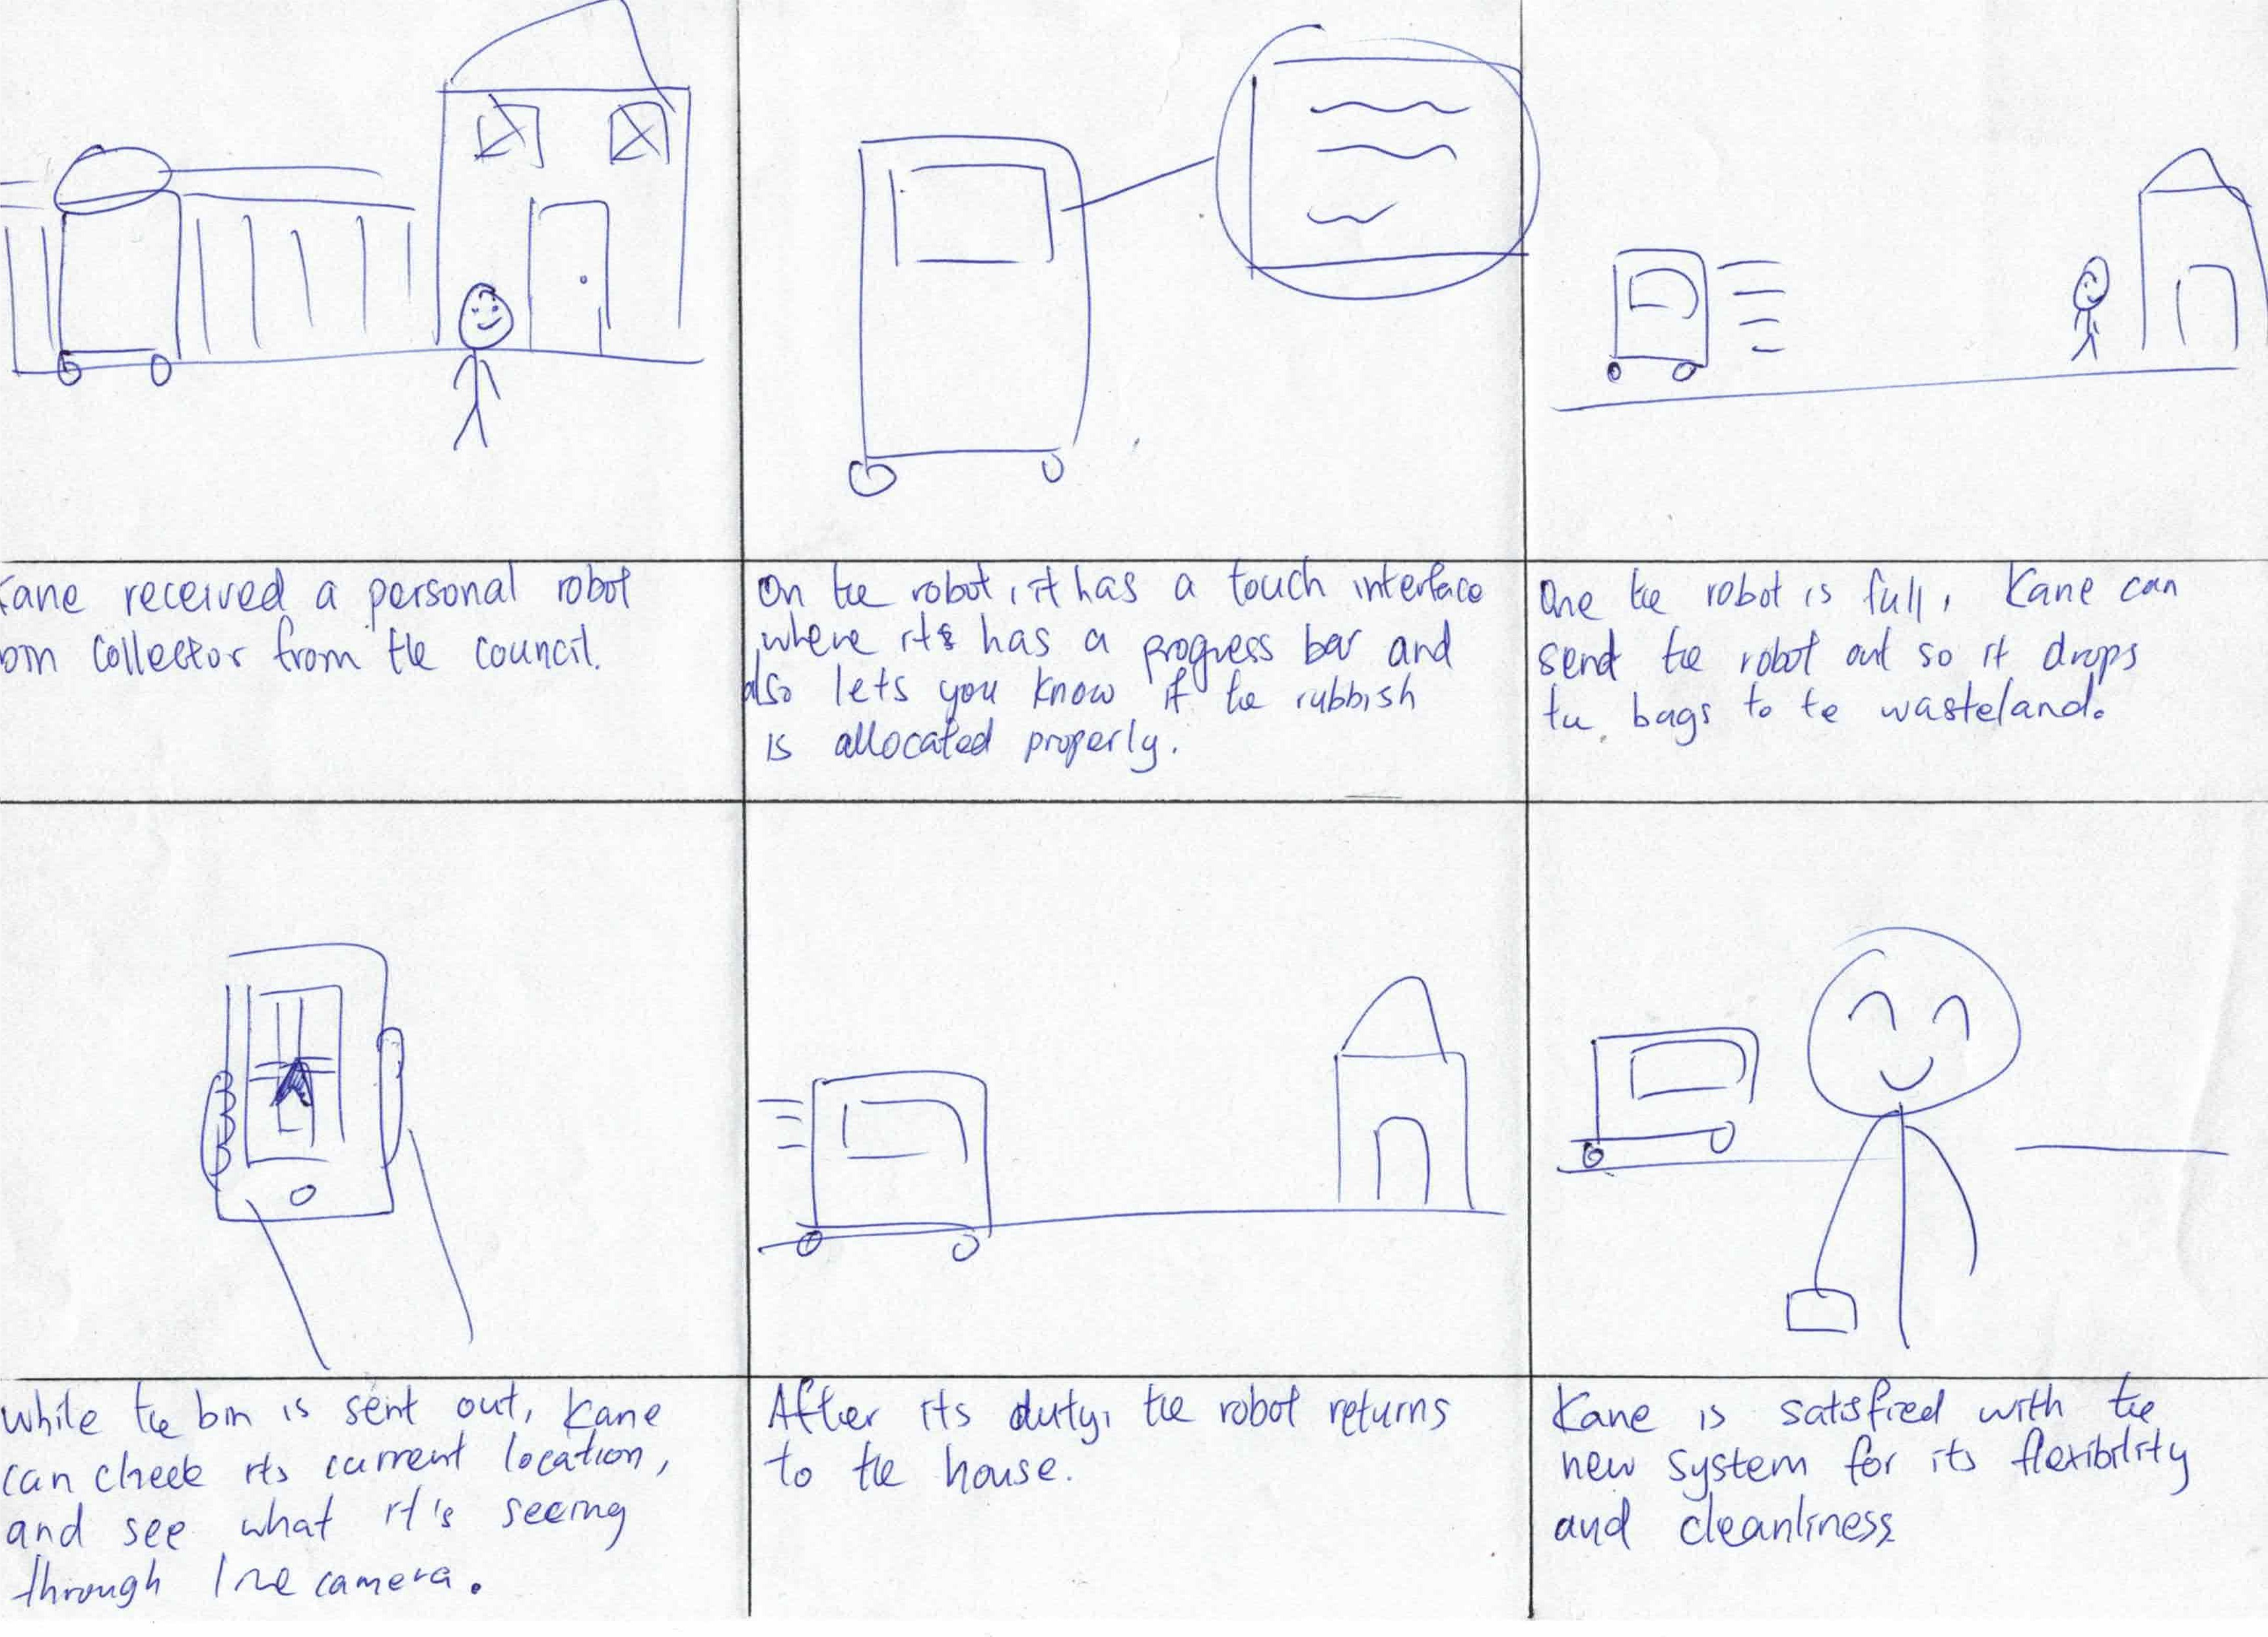 Kane received a personal robot
bin collector from the council.
On the robot, it has a touch interface
where its has a progress bar and
also lets you know if the rubbish
is allocated properly.
One the robot is full, Kane can
send the robot out so it drops
the bags to te wasteland.
while the bin is sent out, Kane
can check its current location,
and see what it's seeing
through live camera.
After its duty, the robot returns
to the house.
Kane is satisfied with the
new system for its flexibility
and cleanliness